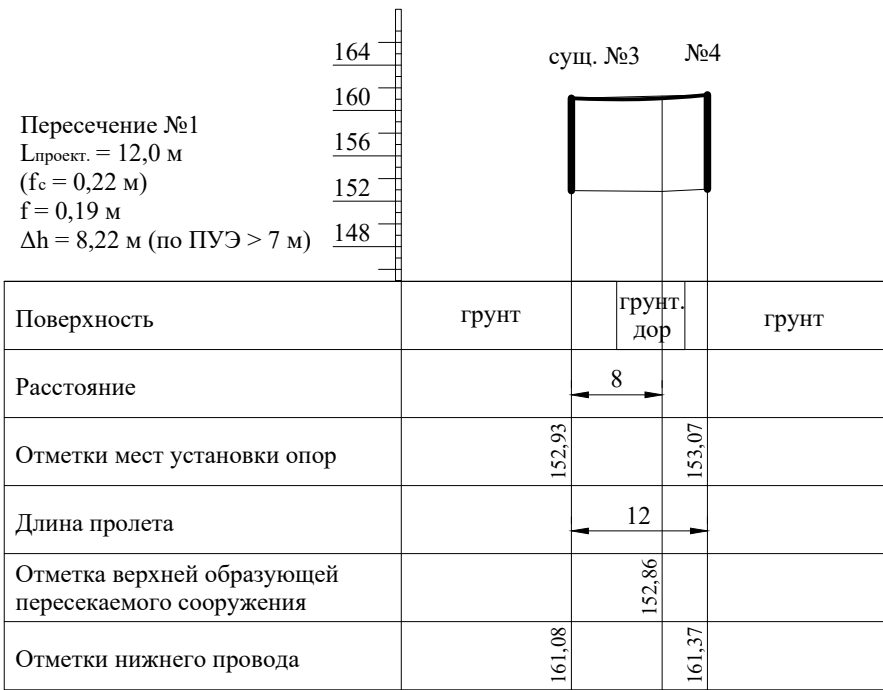 164
160
156
152
148
сущ. №3
№4
Пересечение №1
Lпроект. = 12,0 м
(fс = 0,22 м)
f = 0,19 м
Δh = 8,22 м (по ПУЭ > 7 м)
Поверхность
грунт
грунт.
дор
грунт
Расстояние
8
Отметки мест установки опор
152,93
153,07
Длина пролета
12
Отметка верхней образующей
пересекаемого сооружения
152,86
Отметки нижнего провода
161,08
161,37